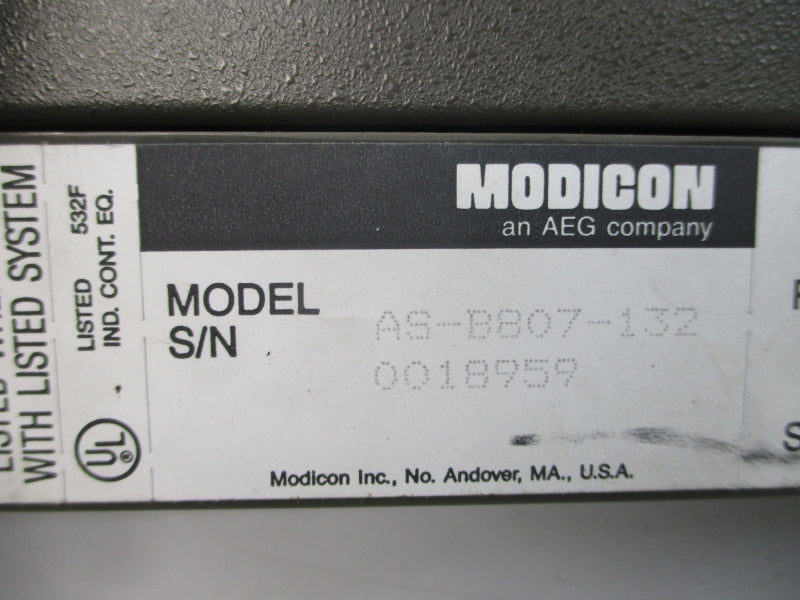 WITH LISTED SYSTEM
LISTED 532F
IND. CONT. EQ.
UL®
MODICON
an AEG company
MODEL AS-B807-132
S/N 0018959
Modicon Inc., No. Andover, MA., U.S.A.